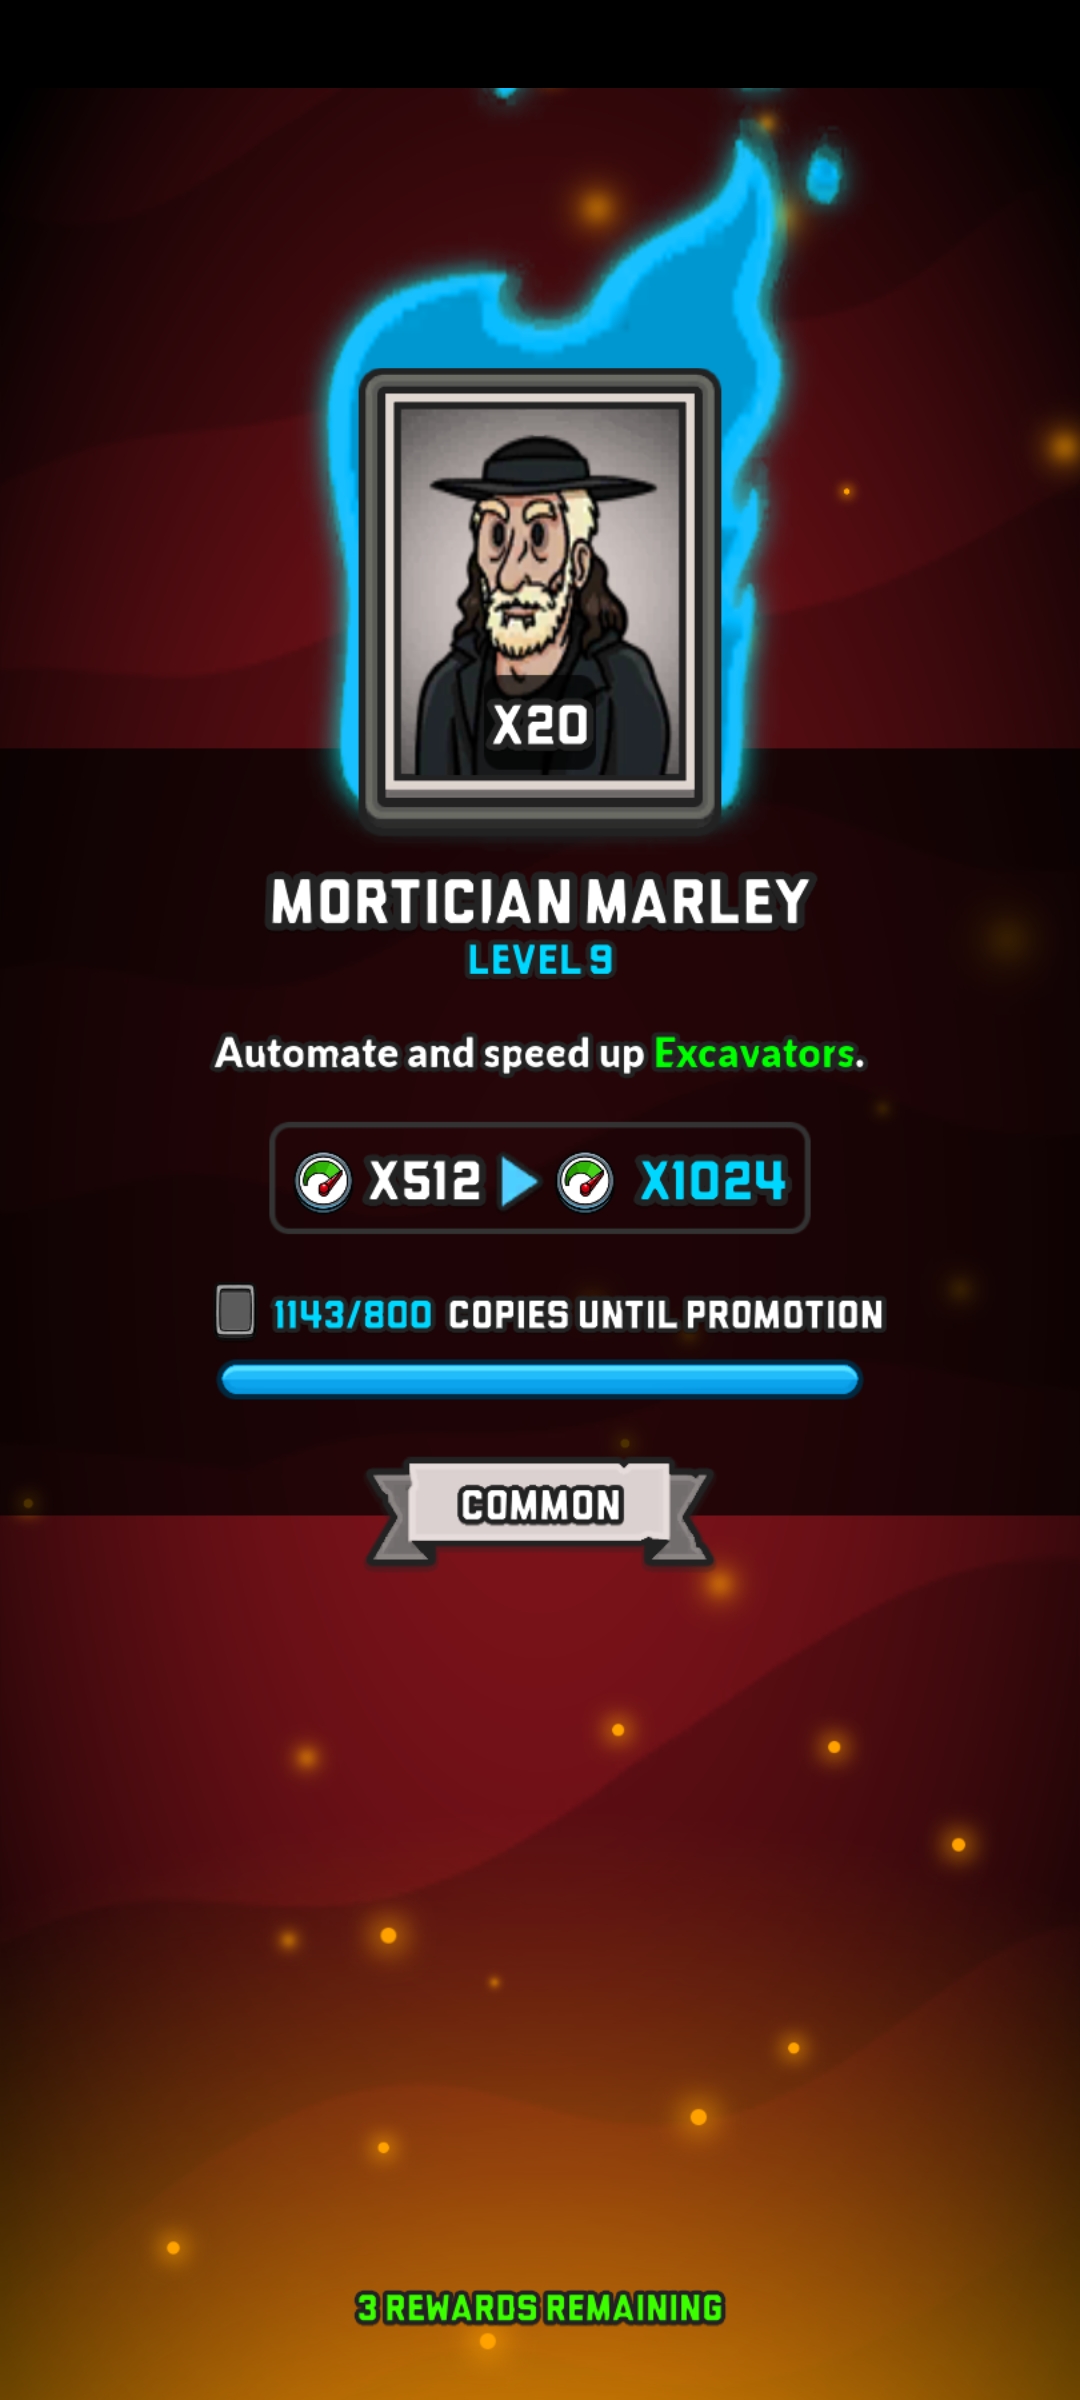 X20
MORTICIAN MARLEY
LEVEL 9
Automate and speed up Excavators.
X512 X1024
1143/800 COPIES UNTIL PROMOTION
COMMON
3 REWARDS REMAINING